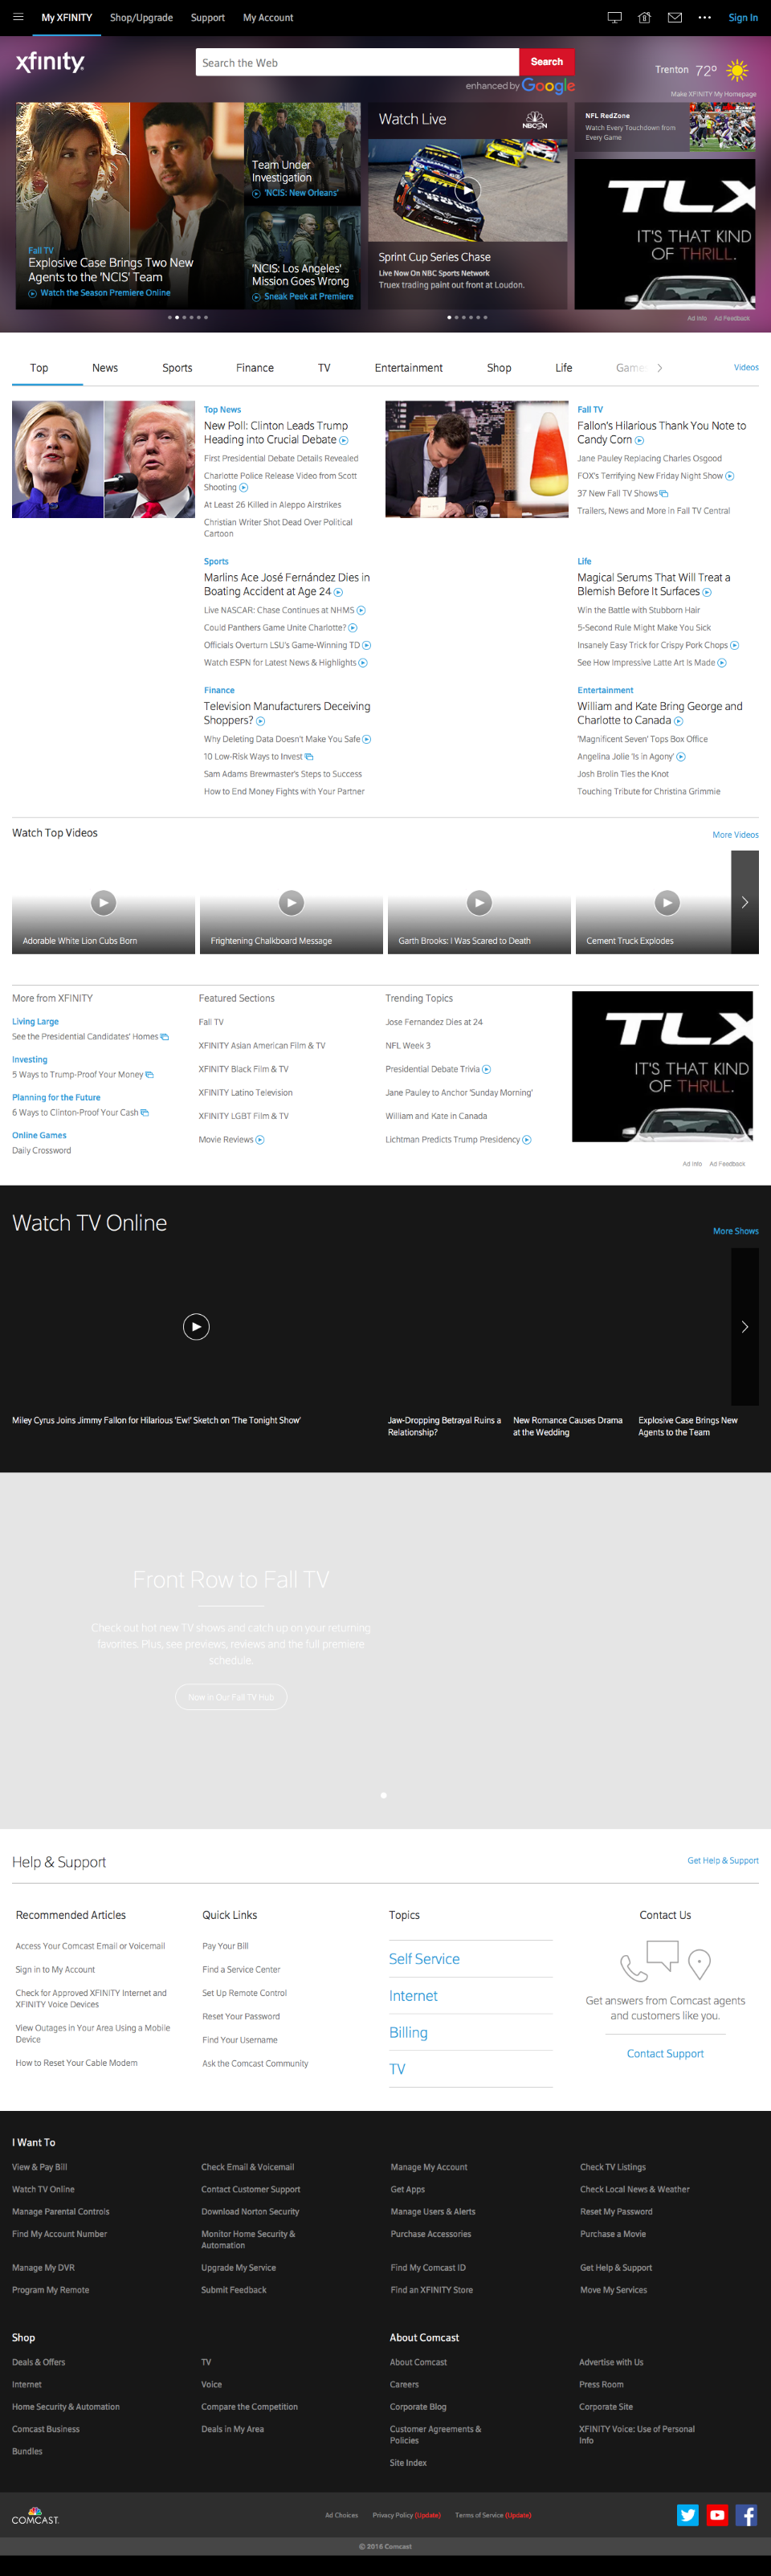 My XFINITY
Shop/Upgrade
Support
My Account
Sign In
xfinity
Search the Web
Search
enhanced by Google
Trenton 72°
Make XFINITY My Homepage
Fall TV
Explosive Case Brings Two New
Agents to the 'NCIS' Team
Watch the Season Premiere Online
Team Under
Investigation
'NCIS: New Orleans'
'NCIS: Los Angeles'
Mission Goes Wrong
Sneak Peek at Premiere
Watch Live
NBCSN
Sprint Cup Series Chase
Live Now On NBC Sports Network
Truex trading paint out front at Loudon.
NFL RedZone
Watch Every Touchdown from
Every Game
TLX
IT'S THAT KIND
OF THRILL.
Ad Info
Ad Feedback
Top
News
Sports
Finance
TV
Entertainment
Shop
Life
Games
Videos
Top News
New Poll: Clinton Leads Trump
Heading into Crucial Debate
First Presidential Debate Details Revealed
Charlotte Police Release Video from Scott
Shooting
At Least 26 Killed in Aleppo Airstrikes
Christian Writer Shot Dead Over Political
Cartoon
Fall TV
Fallon's Hilarious Thank You Note to
Candy Corn
Jane Pauley Replacing Charles Osgood
FOX's Terrifying New Friday Night Show
37 New Fall TV Shows
Trailers, News and More in Fall TV Central
Sports
Marlins Ace José Fernández Dies in
Boating Accident at Age 24
Live NASCAR: Chase Continues at NHMS
Could Panthers Game Unite Charlotte?
Officials Overturn LSU's Game-Winning TD
Watch ESPN for Latest News & Highlights
Life
Magical Serums That Will Treat a
Blemish Before It Surfaces
Win the Battle with Stubborn Hair
5-Second Rule Might Make You Sick
Insanely Easy Trick for Crispy Pork Chops
See How Impressive Latte Art Is Made
Finance
Television Manufacturers Deceiving
Shoppers?
Why Deleting Data Doesn't Make You Safe
10 Low-Risk Ways to Invest
Sam Adams Brewmaster's Steps to Success
How to End Money Fights with Your Partner
Entertainment
William and Kate Bring George and
Charlotte to Canada
'Magnificent Seven' Tops Box Office
Angelina Jolie 'Is in Agony'
Josh Brolin Ties the Knot
Touching Tribute for Christina Grimmie
Watch Top Videos
More Videos
Adorable White Lion Cubs Born
Frightening Chalkboard Message
Garth Brooks: I Was Scared to Death
Cement Truck Explodes
More from XFINITY
Living Large
See the Presidential Candidates' Homes
Investing
5 Ways to Trump-Proof Your Money
Planning for the Future
6 Ways to Clinton-Proof Your Cash
Online Games
Daily Crossword
Featured Sections
Fall TV
XFINITY Asian American Film & TV
XFINITY Black Film & TV
XFINITY Latino Television
XFINITY LGBT Film & TV
Movie Reviews
Trending Topics
Jose Fernandez Dies at 24
NFL Week 3
Presidential Debate Trivia
Jane Pauley to Anchor 'Sunday Morning'
William and Kate in Canada
Lichtman Predicts Trump Presidency
TLX
IT'S THAT KIND
OF THRILL.
Ad Info
Ad Feedback
Watch TV Online
More Shows
Miley Cyrus Joins Jimmy Fallon for Hilarious 'Ew!' Sketch on 'The Tonight Show'
Jaw-Dropping Betrayal Ruins a
Relationship?
New Romance Causes Drama
at the Wedding
Explosive Case Brings New
Agents to the Team
Front Row to Fall TV
Check out hot new TV shows and catch up on your returning
favorites. Plus, see previews, reviews and the full premiere
schedule.
Now in Our Fall TV Hub
Help & Support
Get Help & Support
Recommended Articles
Access Your Comcast Email or Voicemail
Sign in to My Account
Check for Approved XFINITY Internet and
XFINITY Voice Devices
View Outages in Your Area Using a Mobile
Device
How to Reset Your Cable Modem
Quick Links
Pay Your Bill
Find a Service Center
Set Up Remote Control
Reset Your Password
Find Your Username
Ask the Comcast Community
Topics
Self Service
Internet
Billing
TV
Contact Us
Get answers from Comcast agents
and customers like you.
Contact Support
I Want To
View & Pay Bill
Check Email & Voicemail
Manage My Account
Check TV Listings
Watch TV Online
Contact Customer Support
Get Apps
Check Local News & Weather
Manage Parental Controls
Download Norton Security
Manage Users & Alerts
Reset My Password
Find My Account Number
Monitor Home Security &
Automation
Purchase Accessories
Purchase a Movie
Manage My DVR
Upgrade My Service
Find My Comcast ID
Get Help & Support
Program My Remote
Submit Feedback
Find an XFINITY Store
Move My Services
Shop
Deals & Offers
Internet
Home Security & Automation
Comcast Business
Bundles
TV
Voice
Compare the Competition
Deals in My Area
About Comcast
About Comcast
Careers
Corporate Blog
Customer Agreements &
Policies
Site Index
Advertise with Us
Press Room
Corporate Site
XFINITY Voice: Use of Personal
Info
COMCAST
Ad Choices
Privacy Policy (Update)
Terms of Service (Update)
© 2016 Comcast